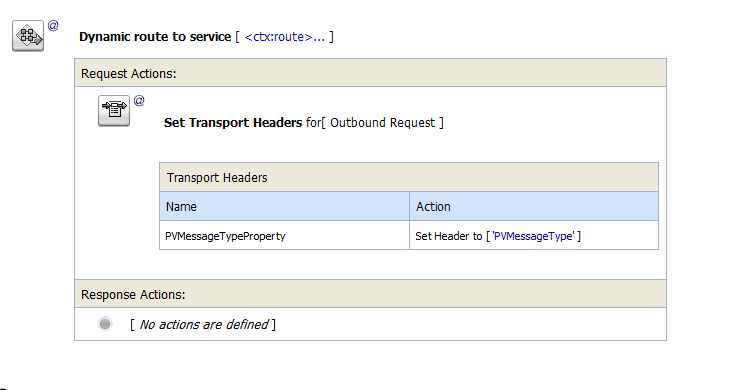 @
Dynamic route to service [ <ctx:route>... ]
Request Actions:
@
Set Transport Headers for[ Outbound Request ]
Transport Headers
Name Action
PVMessageTypeProperty Set Header to ['PVMessageType' ]
Response Actions:
[ No actions are defined ]